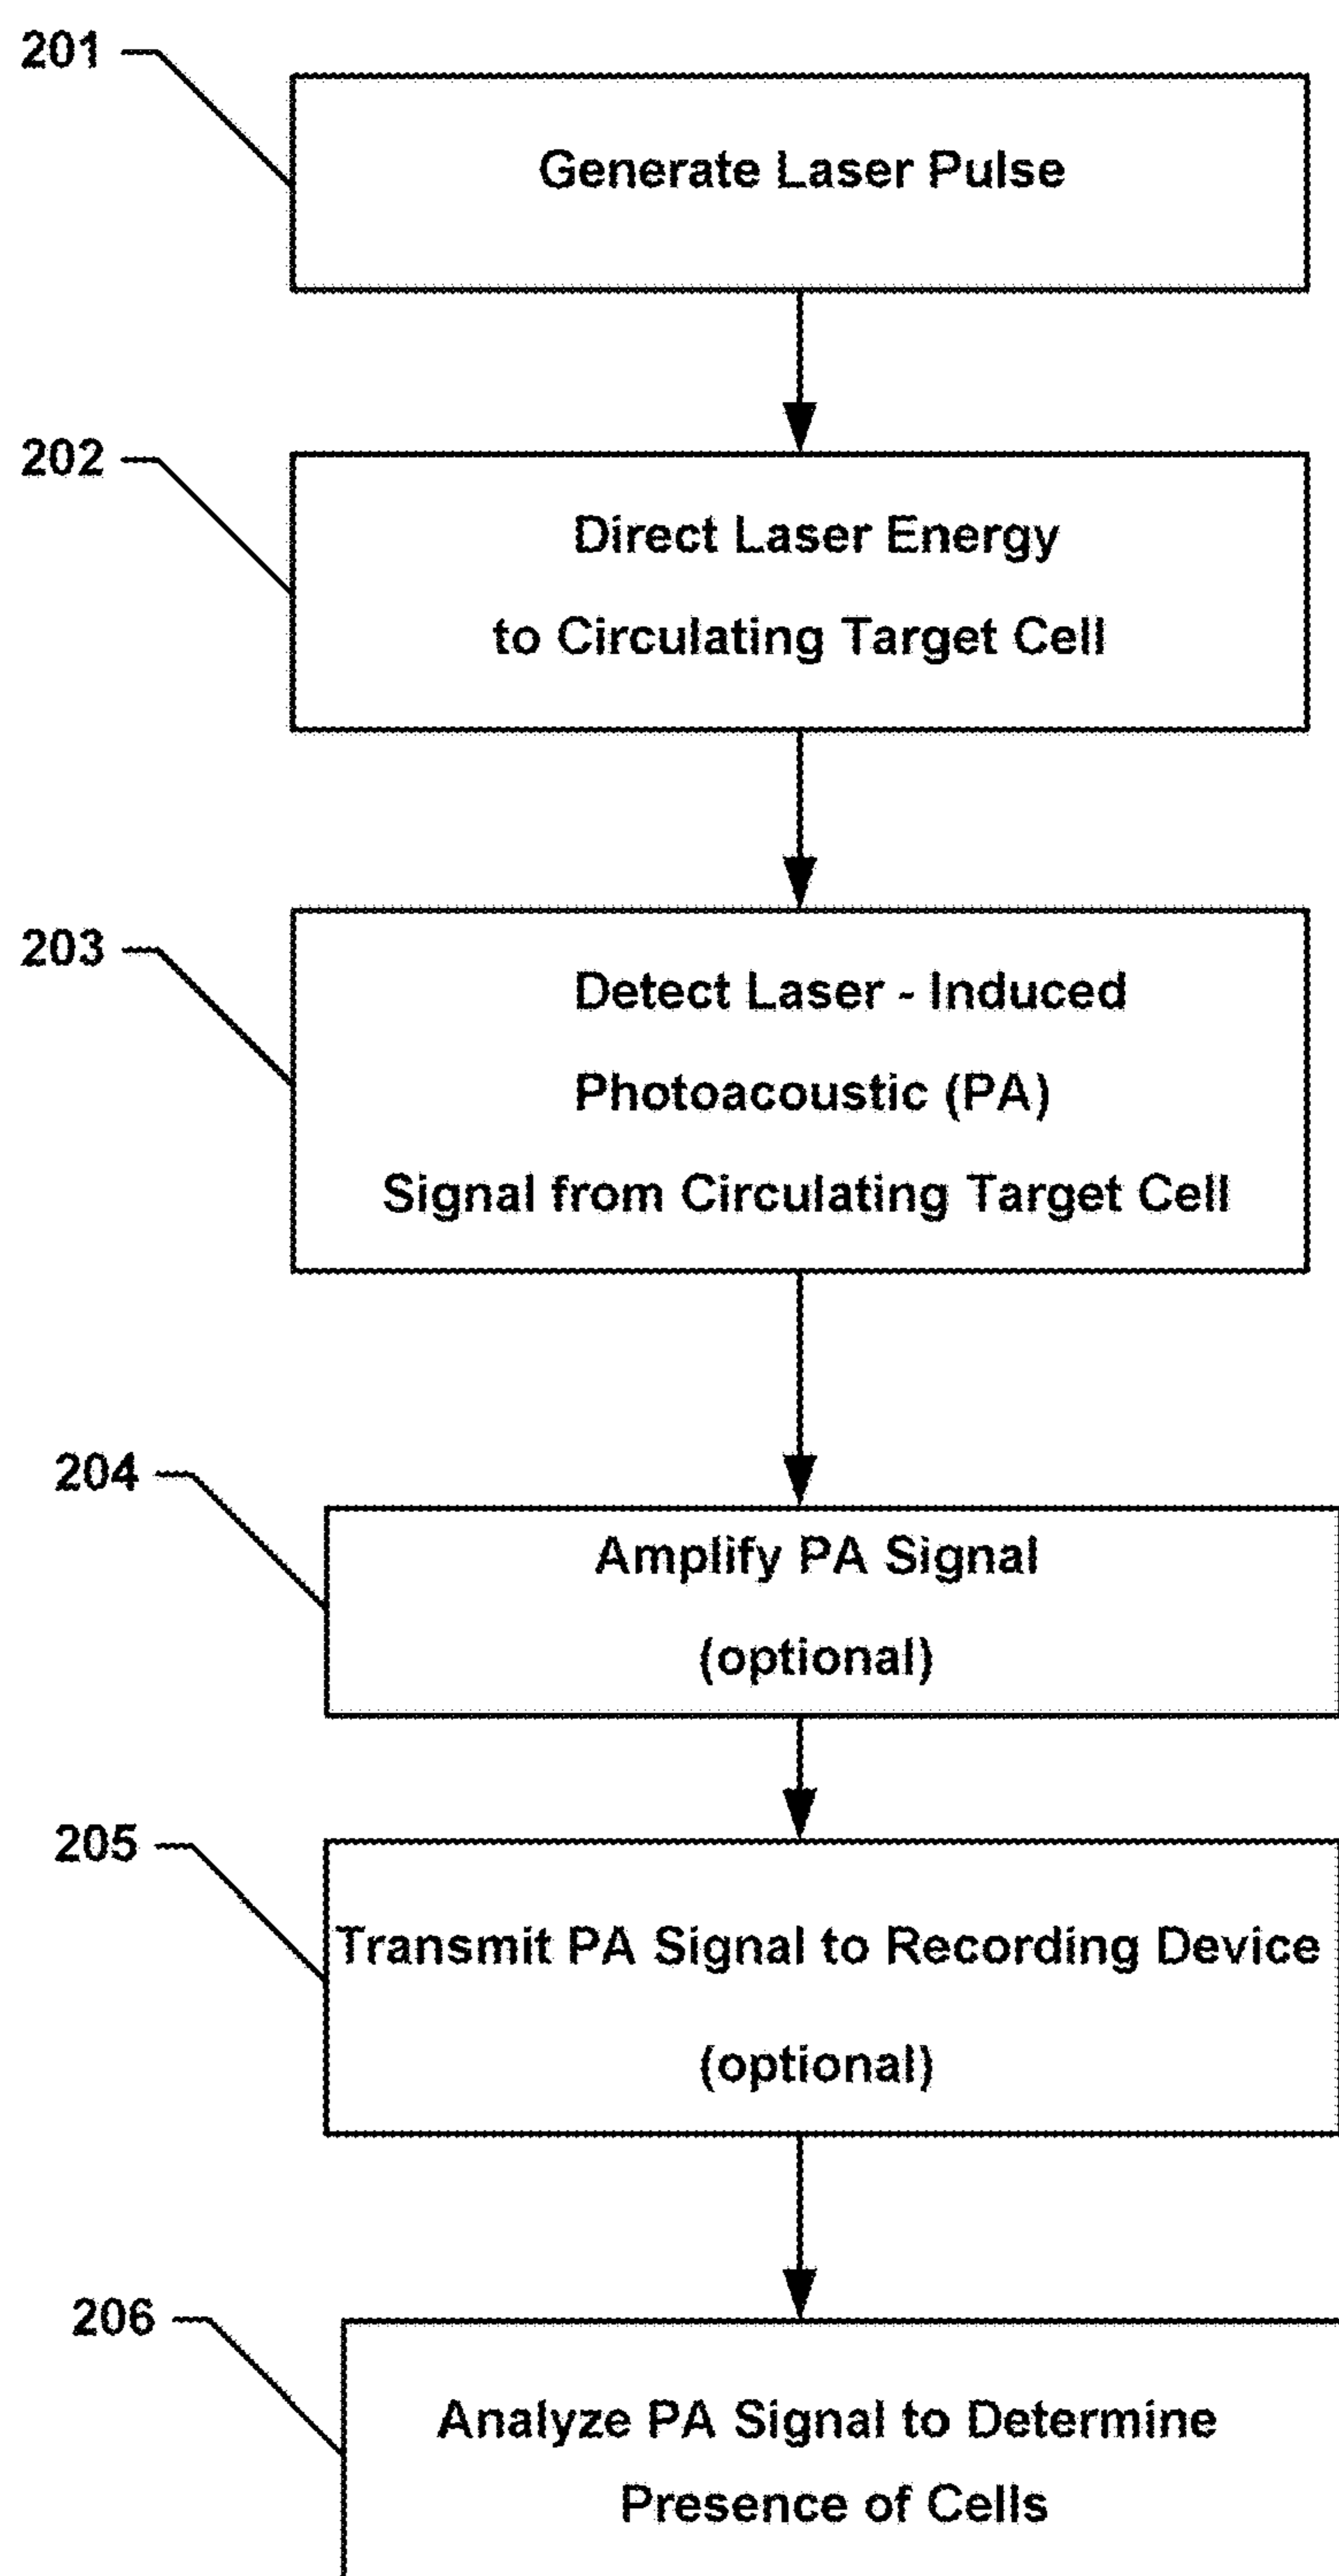 201
Generate Laser Pulse
202
Direct Laser Energy
to Circulating Target Cell
203
Detect Laser - Induced
Photoacoustic (PA)
Signal from Circulating Target Cell
204
Amplify PA Signal
(optional)
205
Transmit PA Signal to Recording Device
(optional)
206
Analyze PA Signal to Determine
Presence of Cells